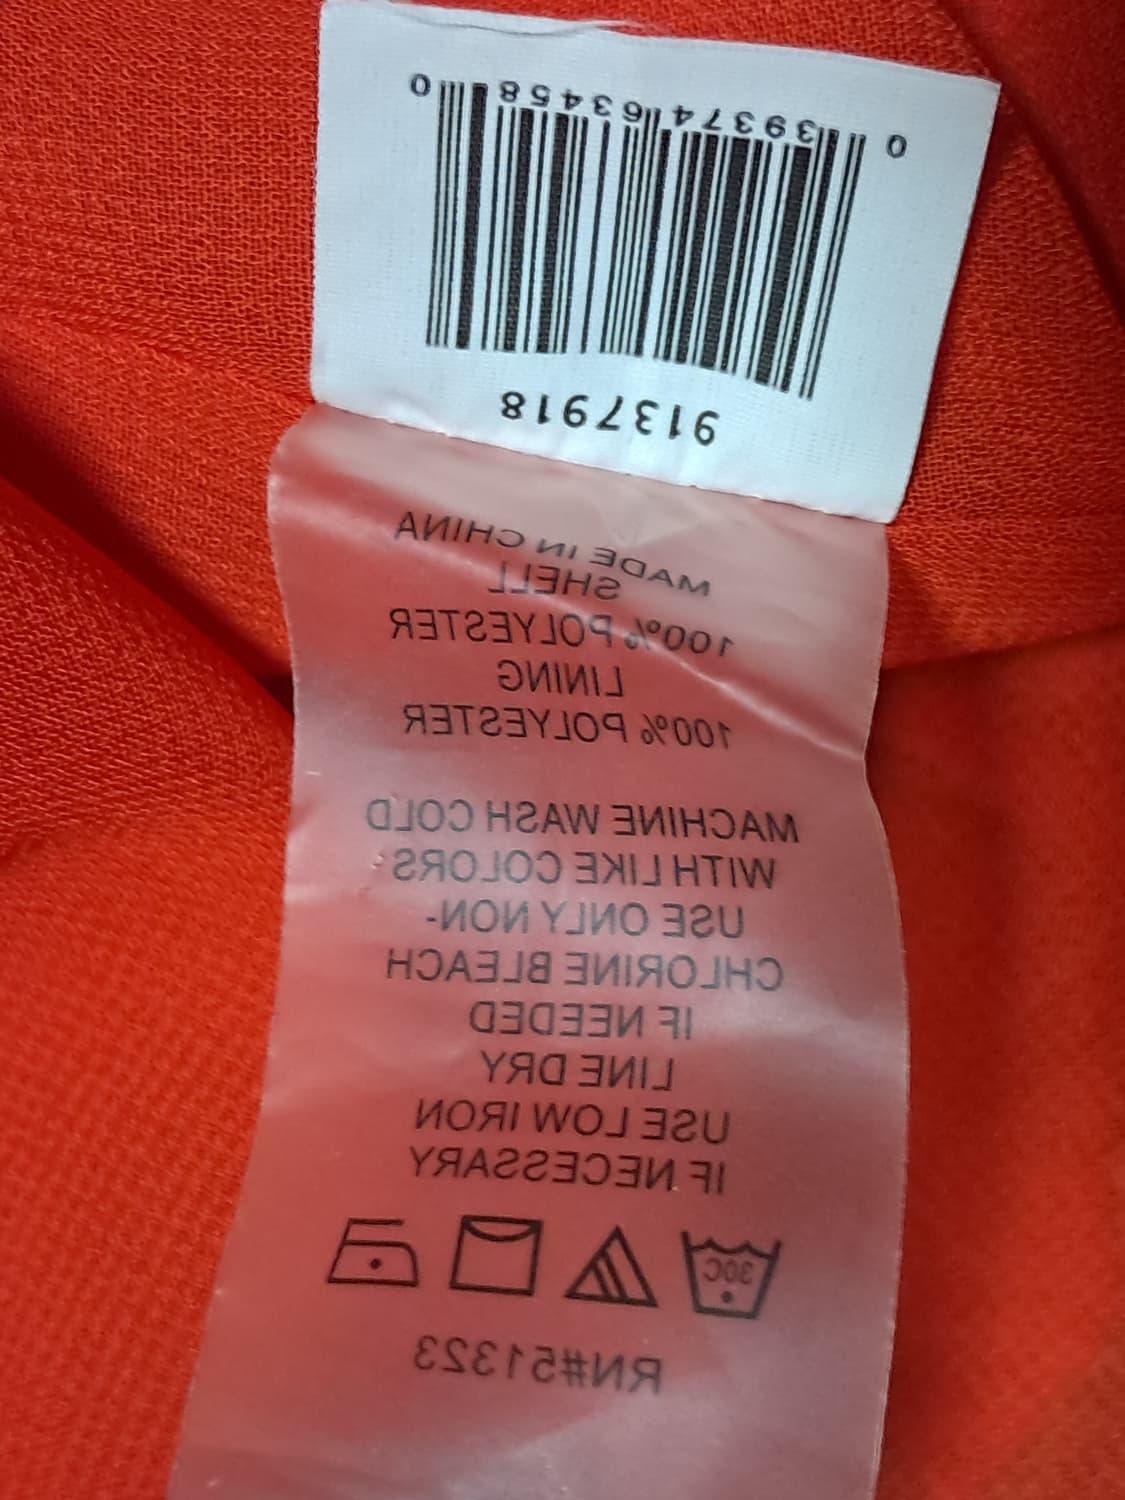 0 39374 63458 0
9137918
MADE IN CHINA
SHELL
100% POLYESTER
LINING
100% POLYESTER
MACHINE WASH COLD
WITH LIKE COLORS
USE ONLY NON-
CHLORINE BLEACH
IF NEEDED
LINE DRY
USE LOW IRON
IF NECESSARY
30C
RN#51323